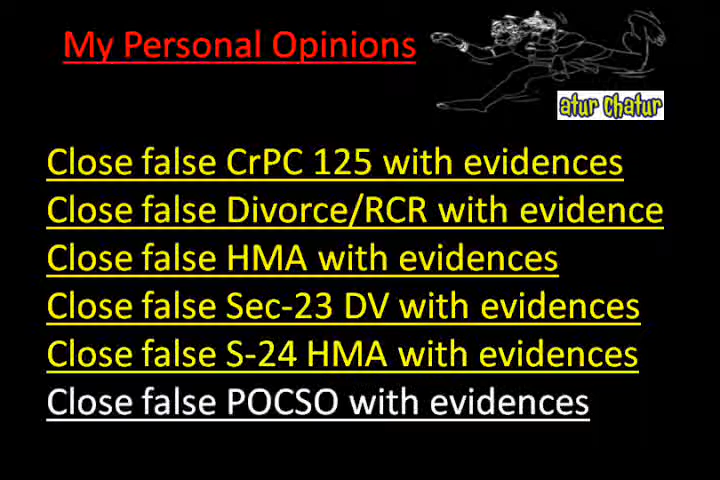 My Personal Opinions
atur chatur
Close false CrPC 125 with evidences
Close false Divorce/RCR with evidence
Close false HMA with evidences
Close false Sec-23 DV with evidences
Close false S-24 HMA with evidences
Close false POCSO with evidences